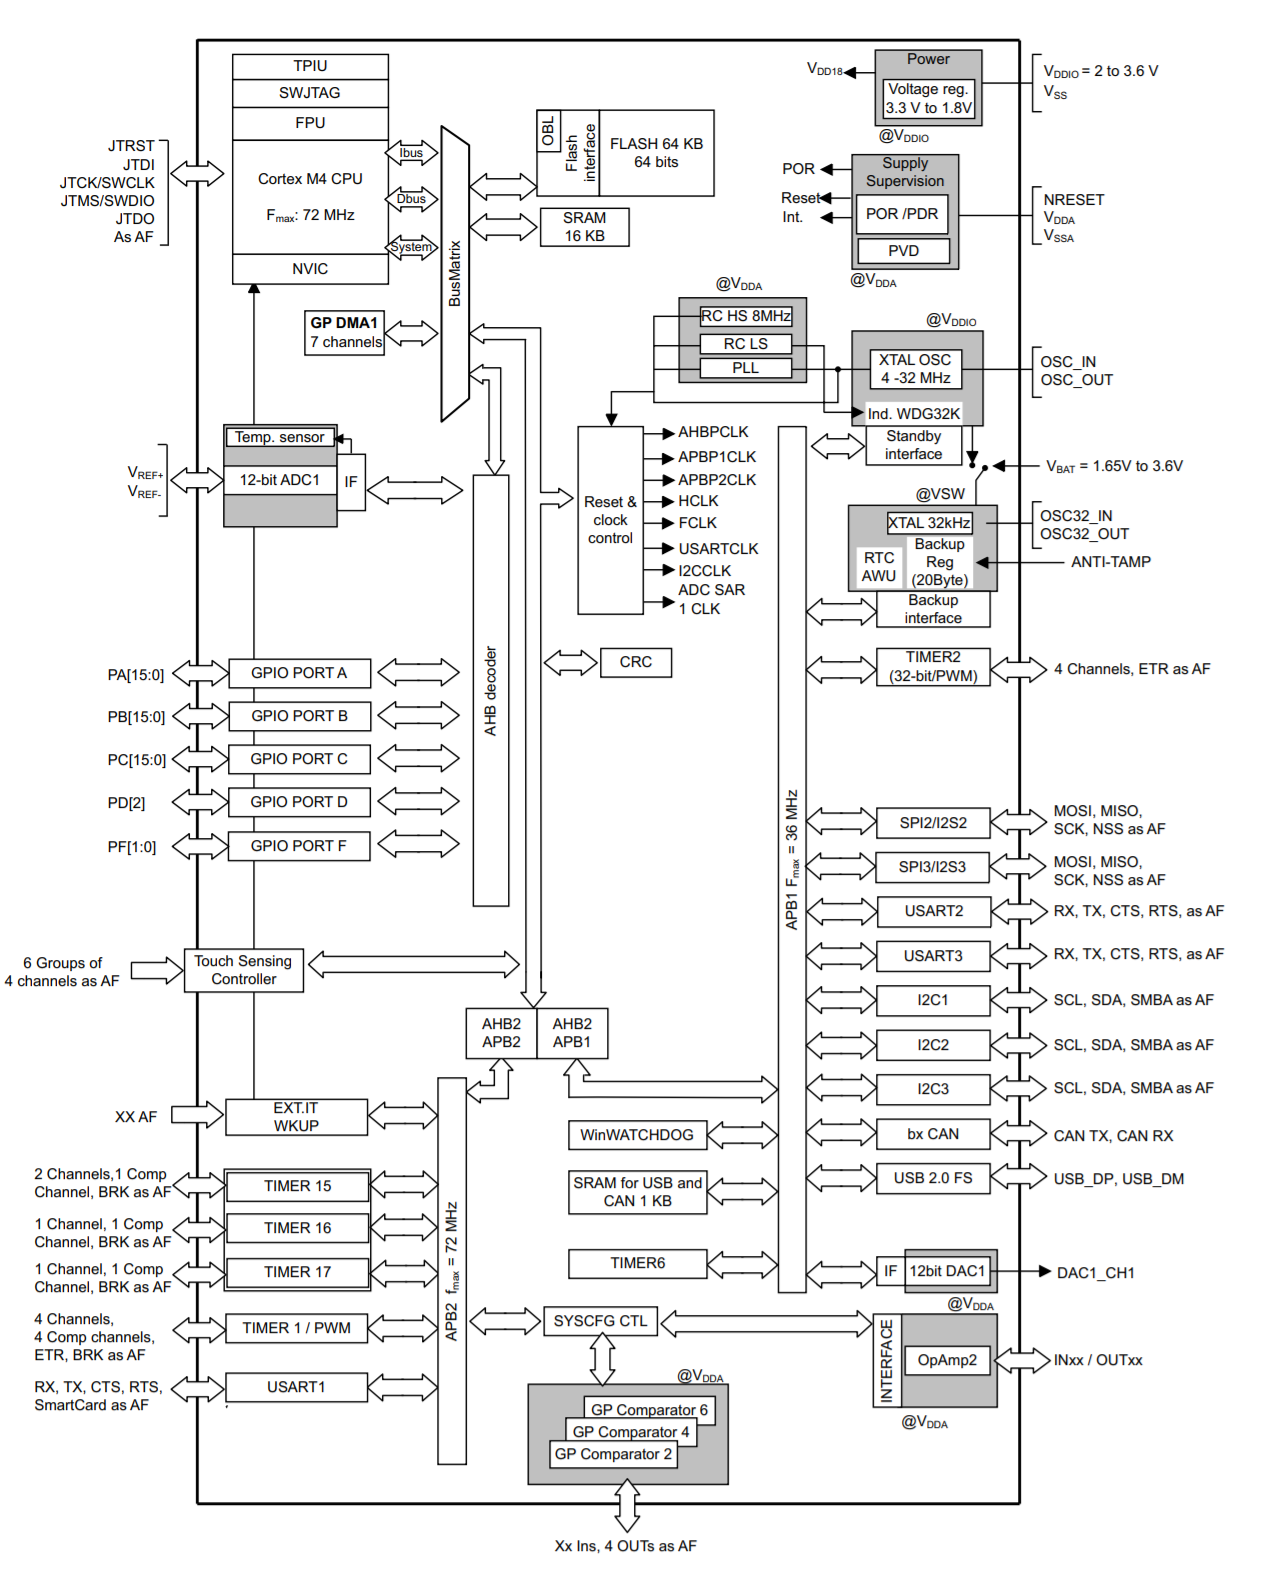 TPIU
SWJTAG
FPU
Cortex M4 CPU
Fmax: 72 MHz
NVIC
JTRST
JTDI
JTCK/SWCLK
JTMS/SWDIO
JTDO
As AF
Ibus
Dbus
System
BusMatrix
OBL
Flash
interface
FLASH 64 KB
64 bits
SRAM
16 KB
GP DMA1
7 channels
VDD18
Power
Voltage reg.
3.3 V to 1.8V
@VDDIO
VDDIO = 2 to 3.6 V
VSS
POR
Reset
Int.
Supply
Supervision
POR /PDR
PVD
@VDDA
NRESET
VDDA
VSSA
@VDDA
RC HS 8MHz
RC LS
PLL
@VDDIO
XTAL OSC
4 -32 MHz
Ind. WDG32K
Standby
interface
OSC_IN
OSC_OUT
VBAT = 1.65V to 3.6V
@VSW
XTAL 32kHz
RTC
AWU
Backup
Reg
(20Byte)
Backup
interface
OSC32_IN
OSC32_OUT
ANTI-TAMP
VREF+
VREF-
Temp. sensor
12-bit ADC1
IF
Reset &
clock
control
AHBPCLK
APBP1CLK
APBP2CLK
HCLK
FCLK
USARTCLK
I2CCLK
ADC SAR
1 CLK
AHB decoder
CRC
PA[15:0]
GPIO PORT A
PB[15:0]
GPIO PORT B
PC[15:0]
GPIO PORT C
PD[2]
GPIO PORT D
PF[1:0]
GPIO PORT F
6 Groups of
4 channels as AF
Touch Sensing
Controller
AHB2
APB2
AHB2
APB1
APB1 Fmax = 36 MHz
TIMER2
(32-bit/PWM)
4 Channels, ETR as AF
SPI2/I2S2
MOSI, MISO,
SCK, NSS as AF
SPI3/I2S3
MOSI, MISO,
SCK, NSS as AF
USART2
RX, TX, CTS, RTS, as AF
USART3
RX, TX, CTS, RTS, as AF
I2C1
SCL, SDA, SMBA as AF
I2C2
SCL, SDA, SMBA as AF
I2C3
SCL, SDA, SMBA as AF
bx CAN
CAN TX, CAN RX
USB 2.0 FS
USB_DP, USB_DM
IF
12bit DAC1
DAC1_CH1
@VDDA
XX AF
EXT.IT
WKUP
2 Channels,1 Comp
Channel, BRK as AF
TIMER 15
1 Channel, 1 Comp
Channel, BRK as AF
TIMER 16
1 Channel, 1 Comp
Channel, BRK as AF
TIMER 17
4 Channels,
4 Comp channels,
ETR, BRK as AF
TIMER 1 / PWM
RX, TX, CTS, RTS,
SmartCard as AF
USART1
APB2 fmax = 72 MHz
WinWATCHDOG
SRAM for USB and
CAN 1 KB
TIMER6
SYSCFG CTL
INTERFACE
OpAmp2
INxx / OUTxx
@VDDA
@VDDA
GP Comparator 6
GP Comparator 4
GP Comparator 2
Xx Ins, 4 OUTs as AF